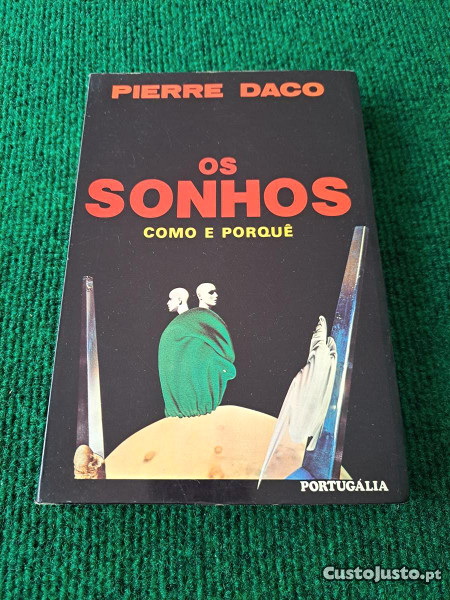 PIERRE DACO
OS
SONHOS
COMO E PORQUÊ
PORTUGÁLIA
CustoJusto.pt